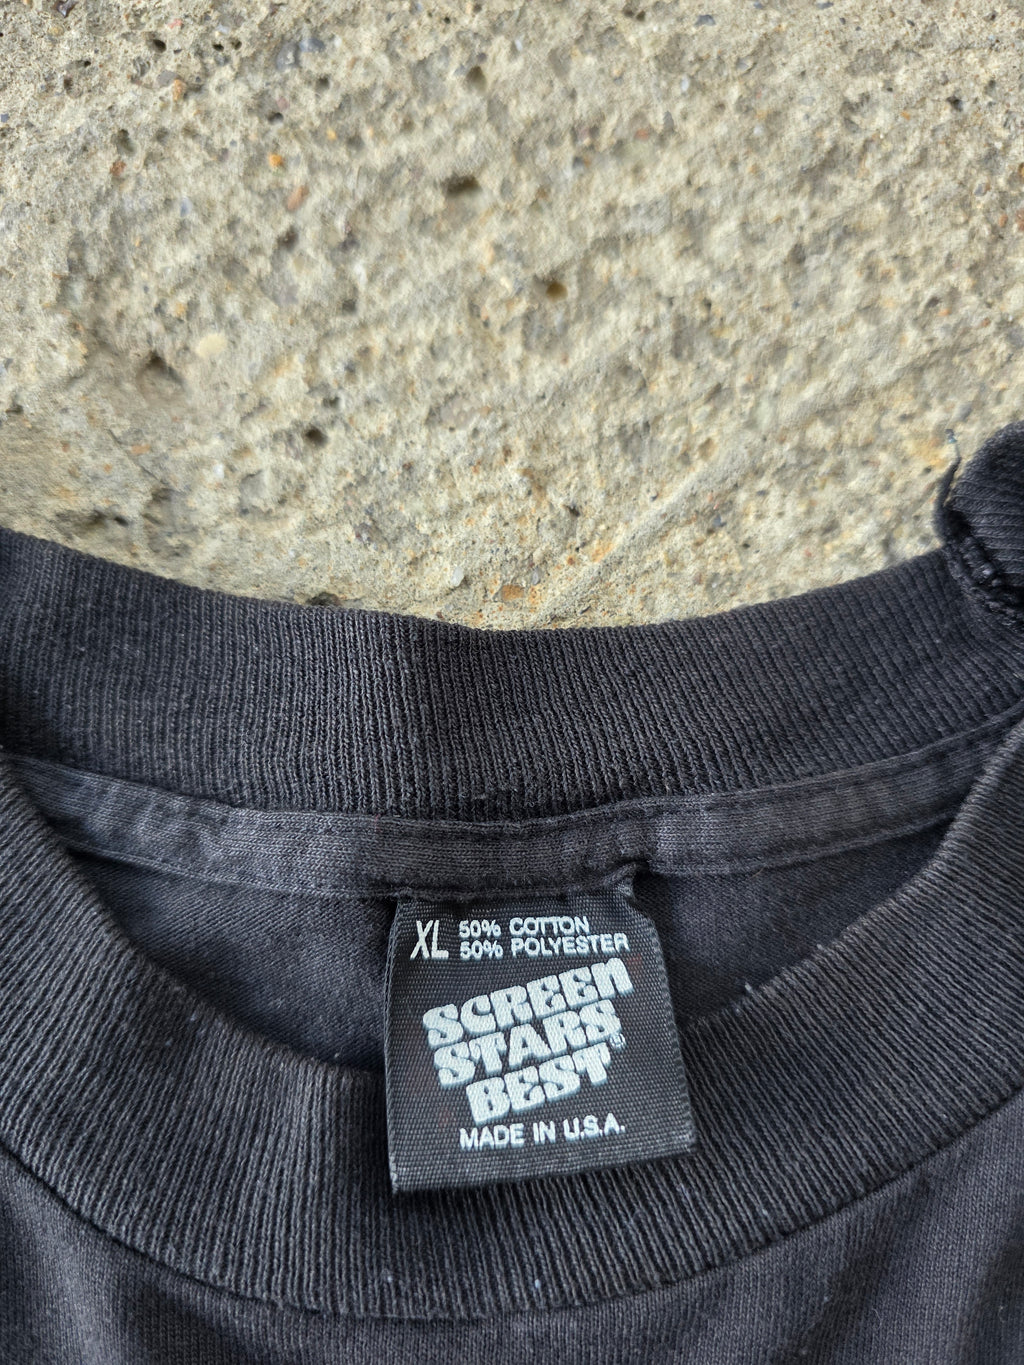 XL 50% COTTON
50% POLYESTER
SCREEN
STARS
BEST®
MADE IN U.S.A.